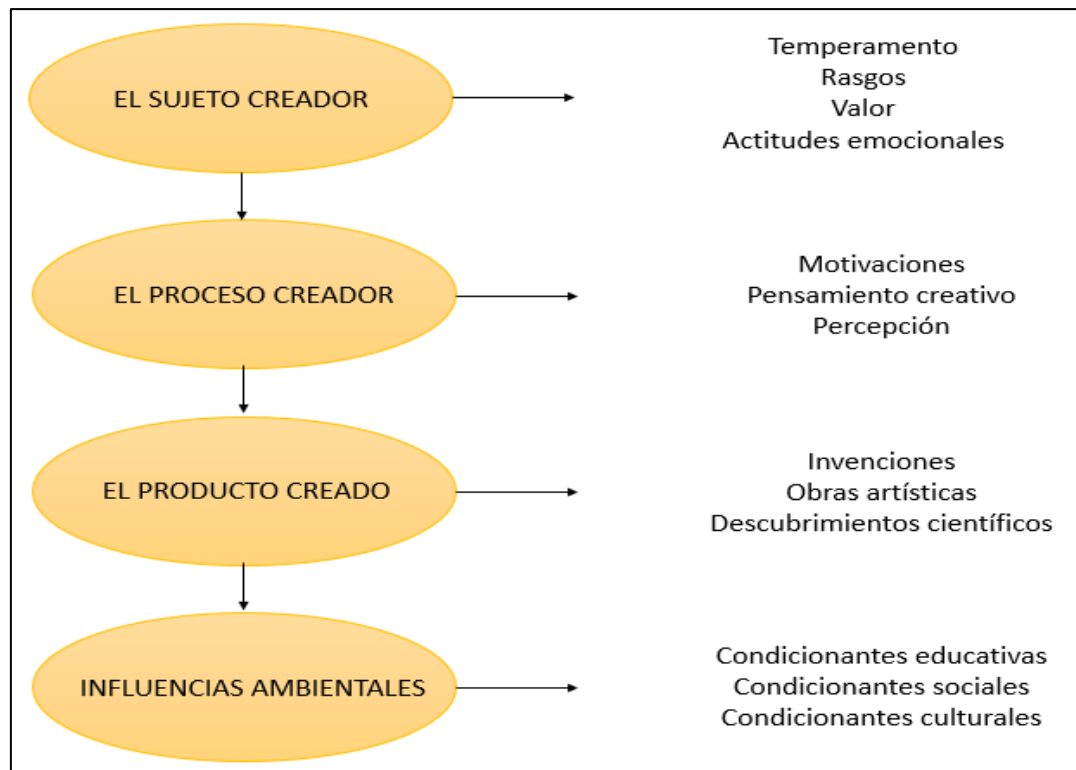 EL SUJETO CREADOR
Temperamento
Rasgos
Valor
Actitudes emocionales
EL PROCESO CREADOR
Motivaciones
Pensamiento creativo
Percepción
EL PRODUCTO CREADO
Invenciones
Obras artísticas
Descubrimientos científicos
INFLUENCIAS AMBIENTALES
Condicionantes educativas
Condicionantes sociales
Condicionantes culturales